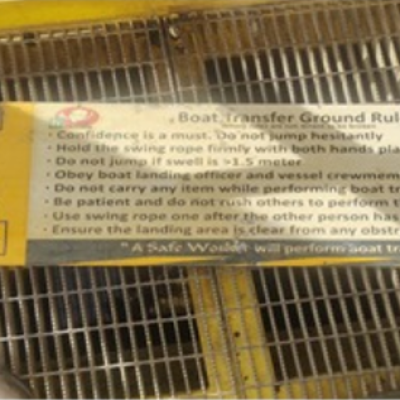 Boat Transfer Ground Rul
· Confidence is a must. Do not jump hesitantly
· Hold the swing rope firmly with both hands pla
· Do not jump if swell is >1.5 meter
· Obey boat landing officer and vessel crewmem
· Do not carry any item while performing boat tr
· Be patient and do not rush others to perform t
· Use swing rope one after the other person has
· Ensure the landing area is clear from any obstr
"A Safe Worker will perform boat tra